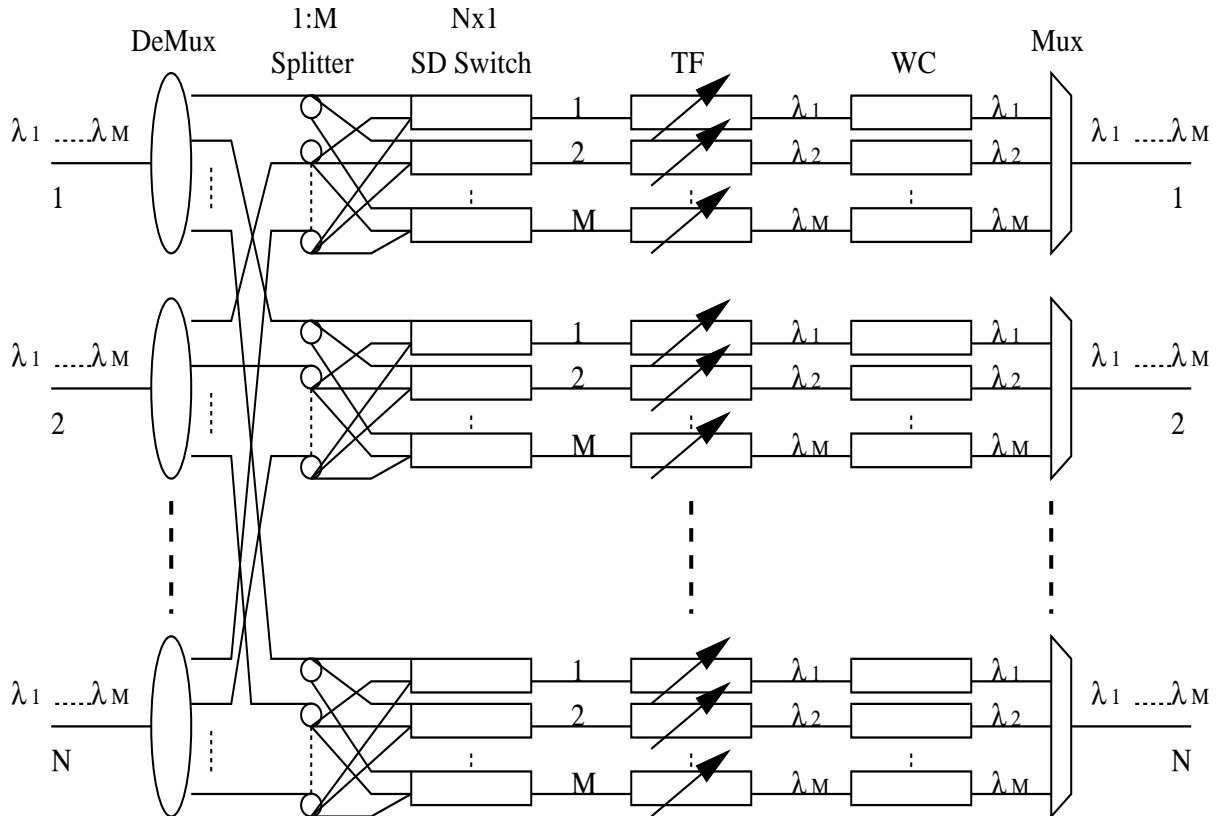 1:M Nx1
DeMux Splitter SD Switch TF WC Mux
1 λ1 λ1
λ1 ......λM 2 λ2 λ2 λ1 ......λM
1 M λM λM 1
1 λ1 λ1
λ1 ......λM 2 λ2 λ2 λ1 ......λM
2 M λM λM 2
1 λ1 λ1
λ1 ......λM 2 λ2 λ2 λ1 ......λM
N M λM λM N